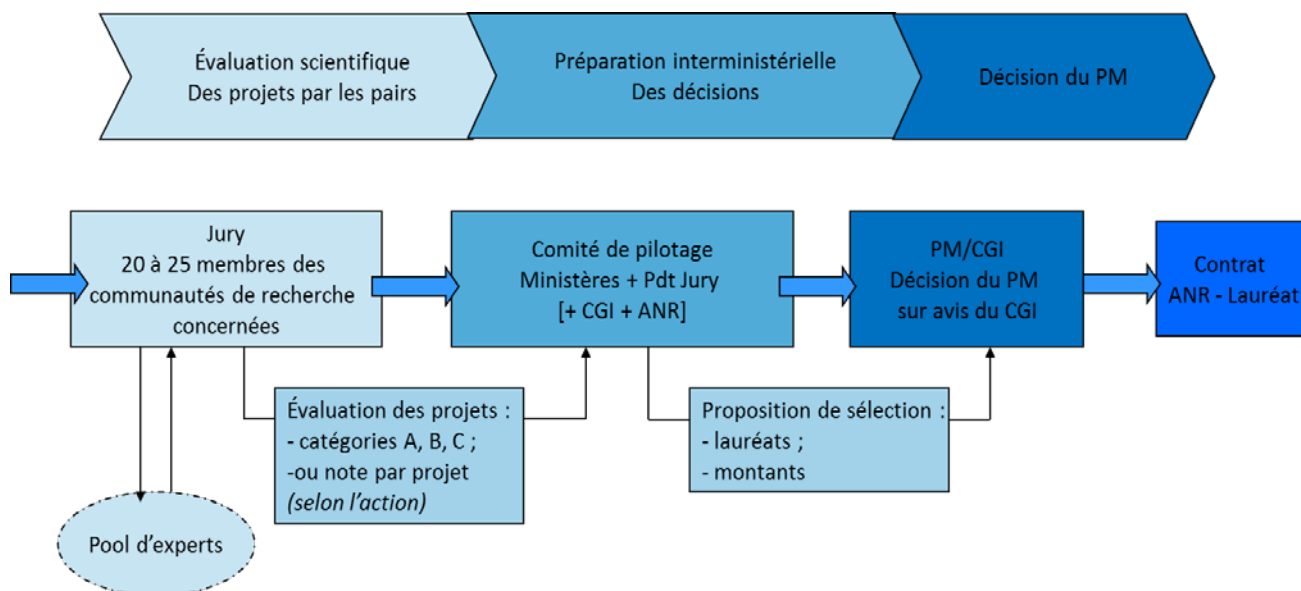 Évaluation scientifique
Des projets par les pairs
Préparation interministérielle
Des décisions
Décision du PM
Jury
20 à 25 membres des
communautés de recherche
concernées
Comité de pilotage
Ministères + Pdt Jury
[+ CGI + ANR]
PM/CGI
Décision du PM
sur avis du CGI
Contrat
ANR - Lauréat
Évaluation des projets :
- catégories A, B, C ;
-ou note par projet
(selon l'action)
Proposition de sélection :
- lauréats ;
- montants
Pool d'experts